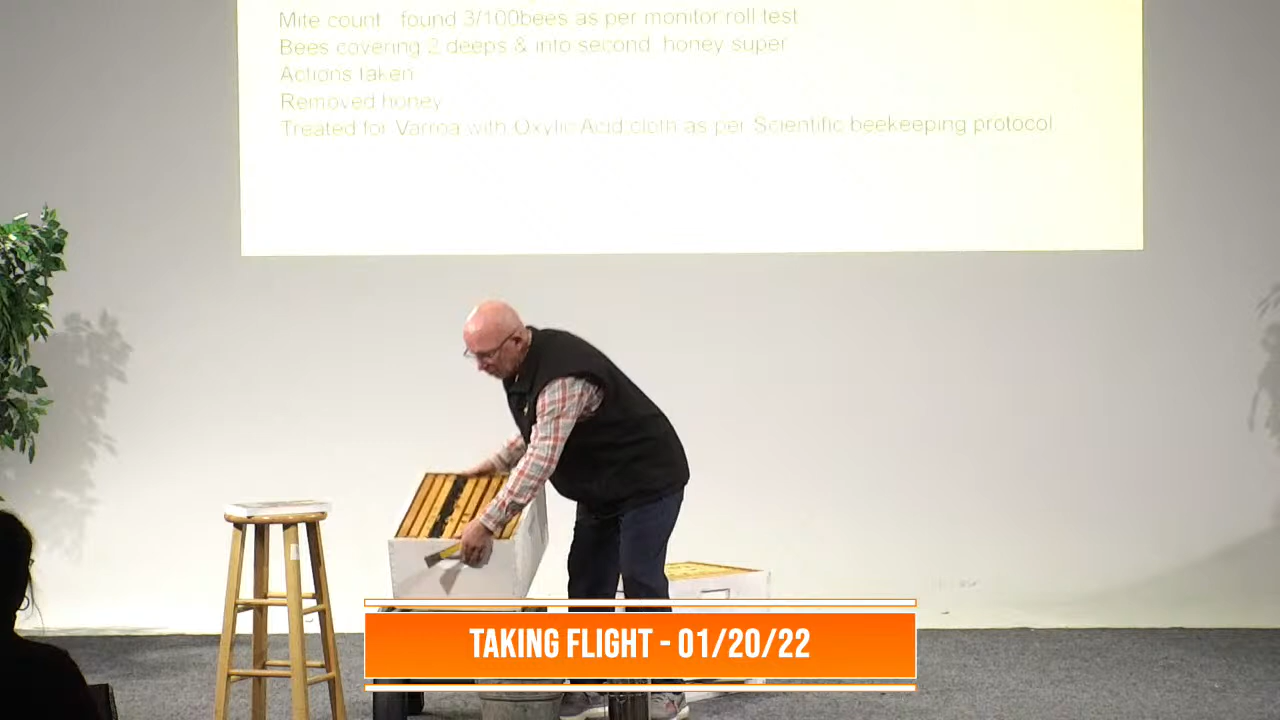 Mite count found 3/100bees as per monitor roll test
Bees covering 2 deeps & into second honey super
Actions taken
Removed honey
Treated for Varroa with Oxylic Acid cloth as per Scientific beekeeping protocol
TAKING FLIGHT - 01/20/22